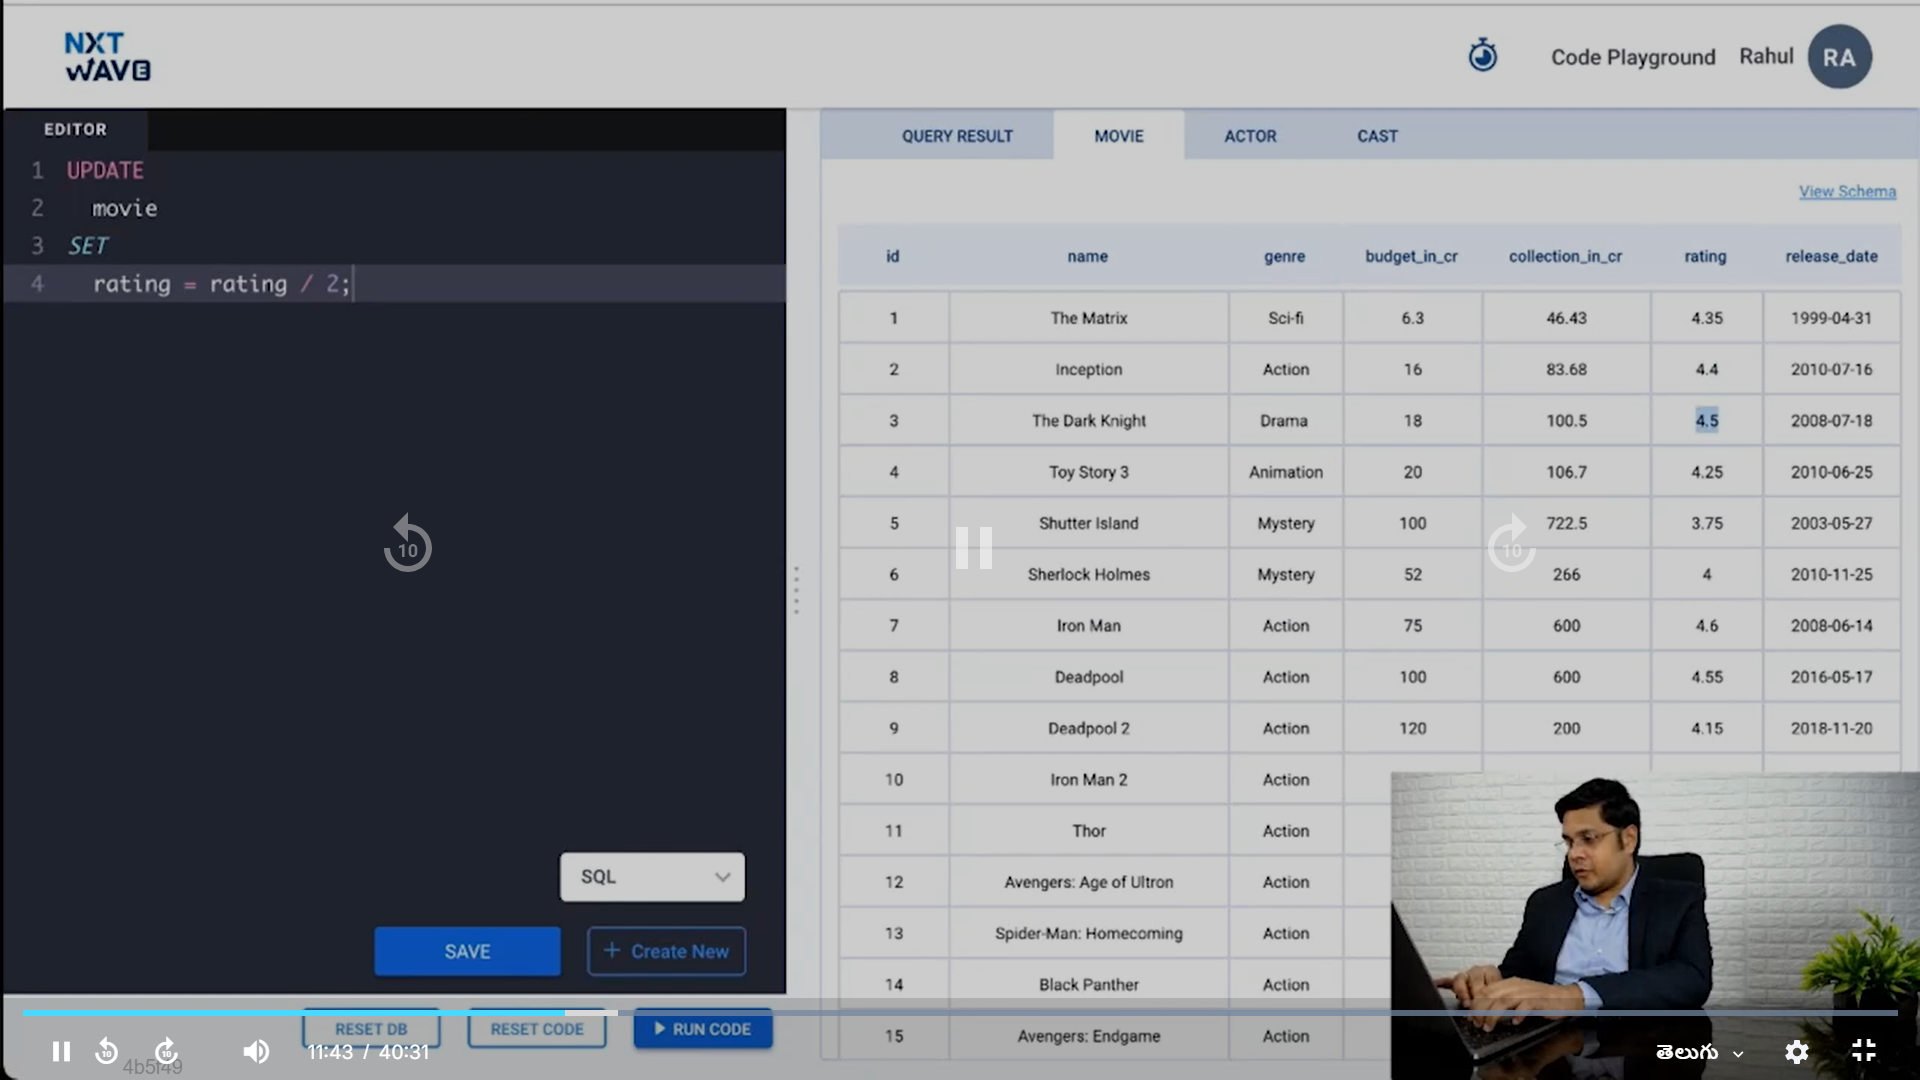 NXT
WAVE
Code Playground Rahul RA
EDITOR
1 UPDATE
2 movie
3 SET
4 rating = rating / 2;
SQL
SAVE
+ Create New
RESET DB
RESET CODE
RUN CODE
QUERY RESULT MOVIE ACTOR CAST
View Schema
id name genre budget_in_cr collection_in_cr rating release_date
1 The Matrix Sci-fi 6.3 46.43 4.35 1999-04-31
2 Inception Action 16 83.68 4.4 2010-07-16
3 The Dark Knight Drama 18 100.5 4.5 2008-07-18
4 Toy Story 3 Animation 20 106.7 4.25 2010-06-25
5 Shutter Island Mystery 100 722.5 3.75 2003-05-27
6 Sherlock Holmes Mystery 52 266 4 2010-11-25
7 Iron Man Action 75 600 4.6 2008-06-14
8 Deadpool Action 100 600 4.55 2016-05-17
9 Deadpool 2 Action 120 200 4.15 2018-11-20
10 Iron Man 2 Action
11 Thor Action
12 Avengers: Age of Ultron Action
13 Spider-Man: Homecoming Action
14 Black Panther Action
15 Avengers: Endgame Action
10
10
10 10 11:43 / 40:31
4b5f49
తెలుగు